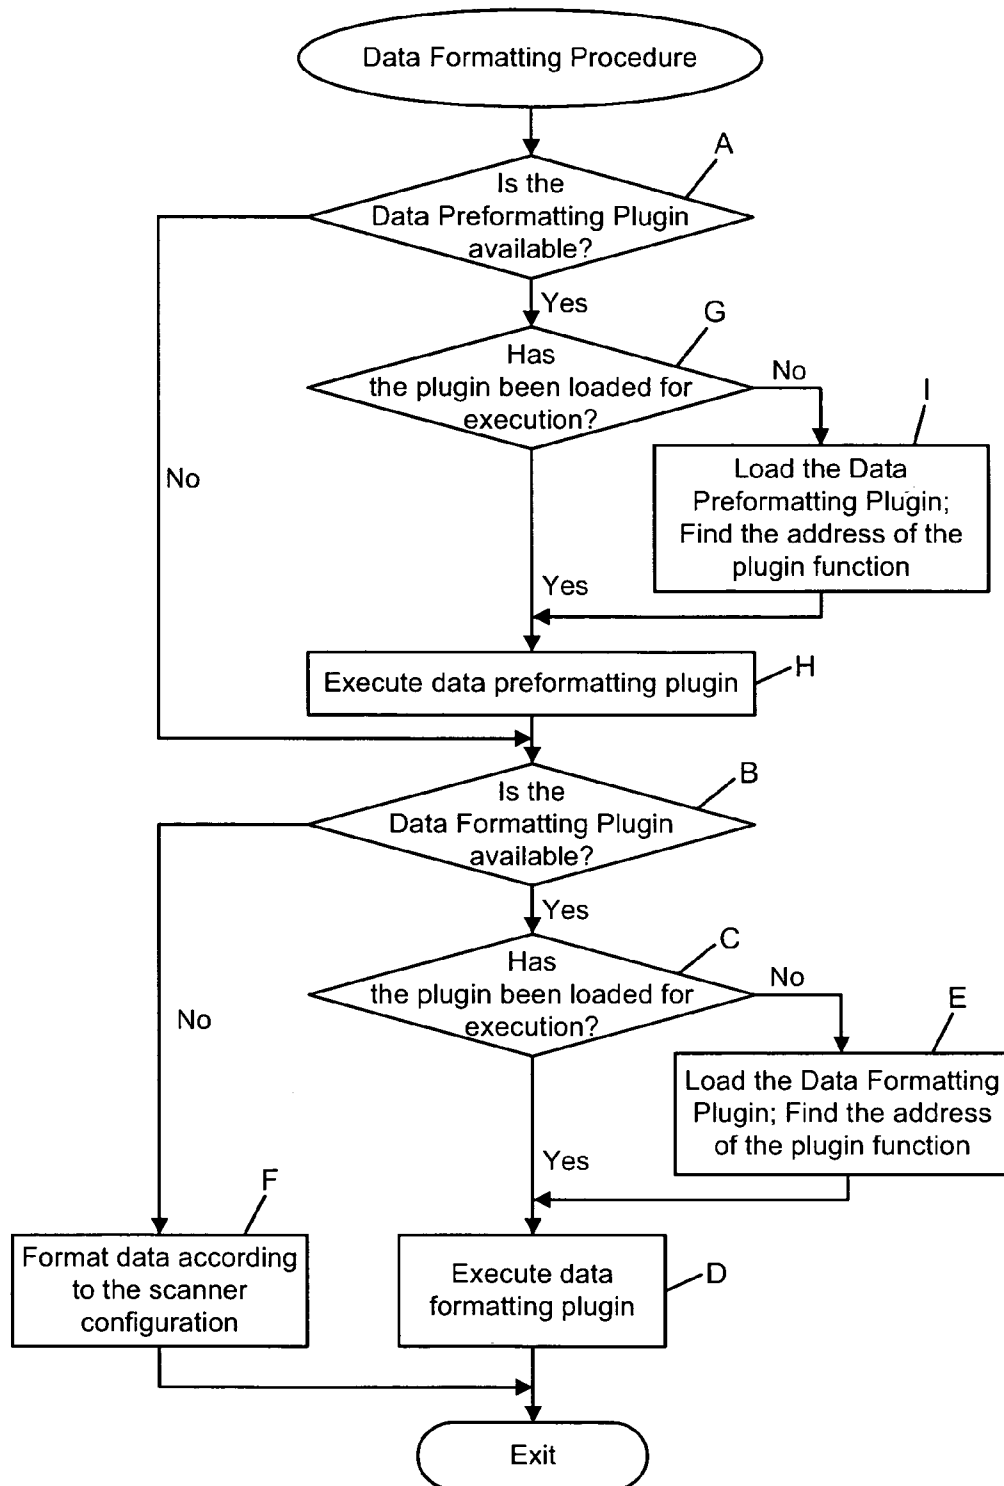 Data Formatting Procedure
A
Is the
Data Preformatting Plugin
available?
Yes
G
Has
the plugin been loaded for
execution?
No
I
Load the Data
Preformatting Plugin;
Find the address of the
plugin function
No
Yes
Execute data preformatting plugin
H
B
Is the
Data Formatting Plugin
available?
Yes
C
Has
the plugin been loaded for
execution?
No
E
Load the Data Formatting
Plugin; Find the address
of the plugin function
No
Yes
F
Format data according
to the scanner
configuration
Execute data
formatting plugin
D
Exit